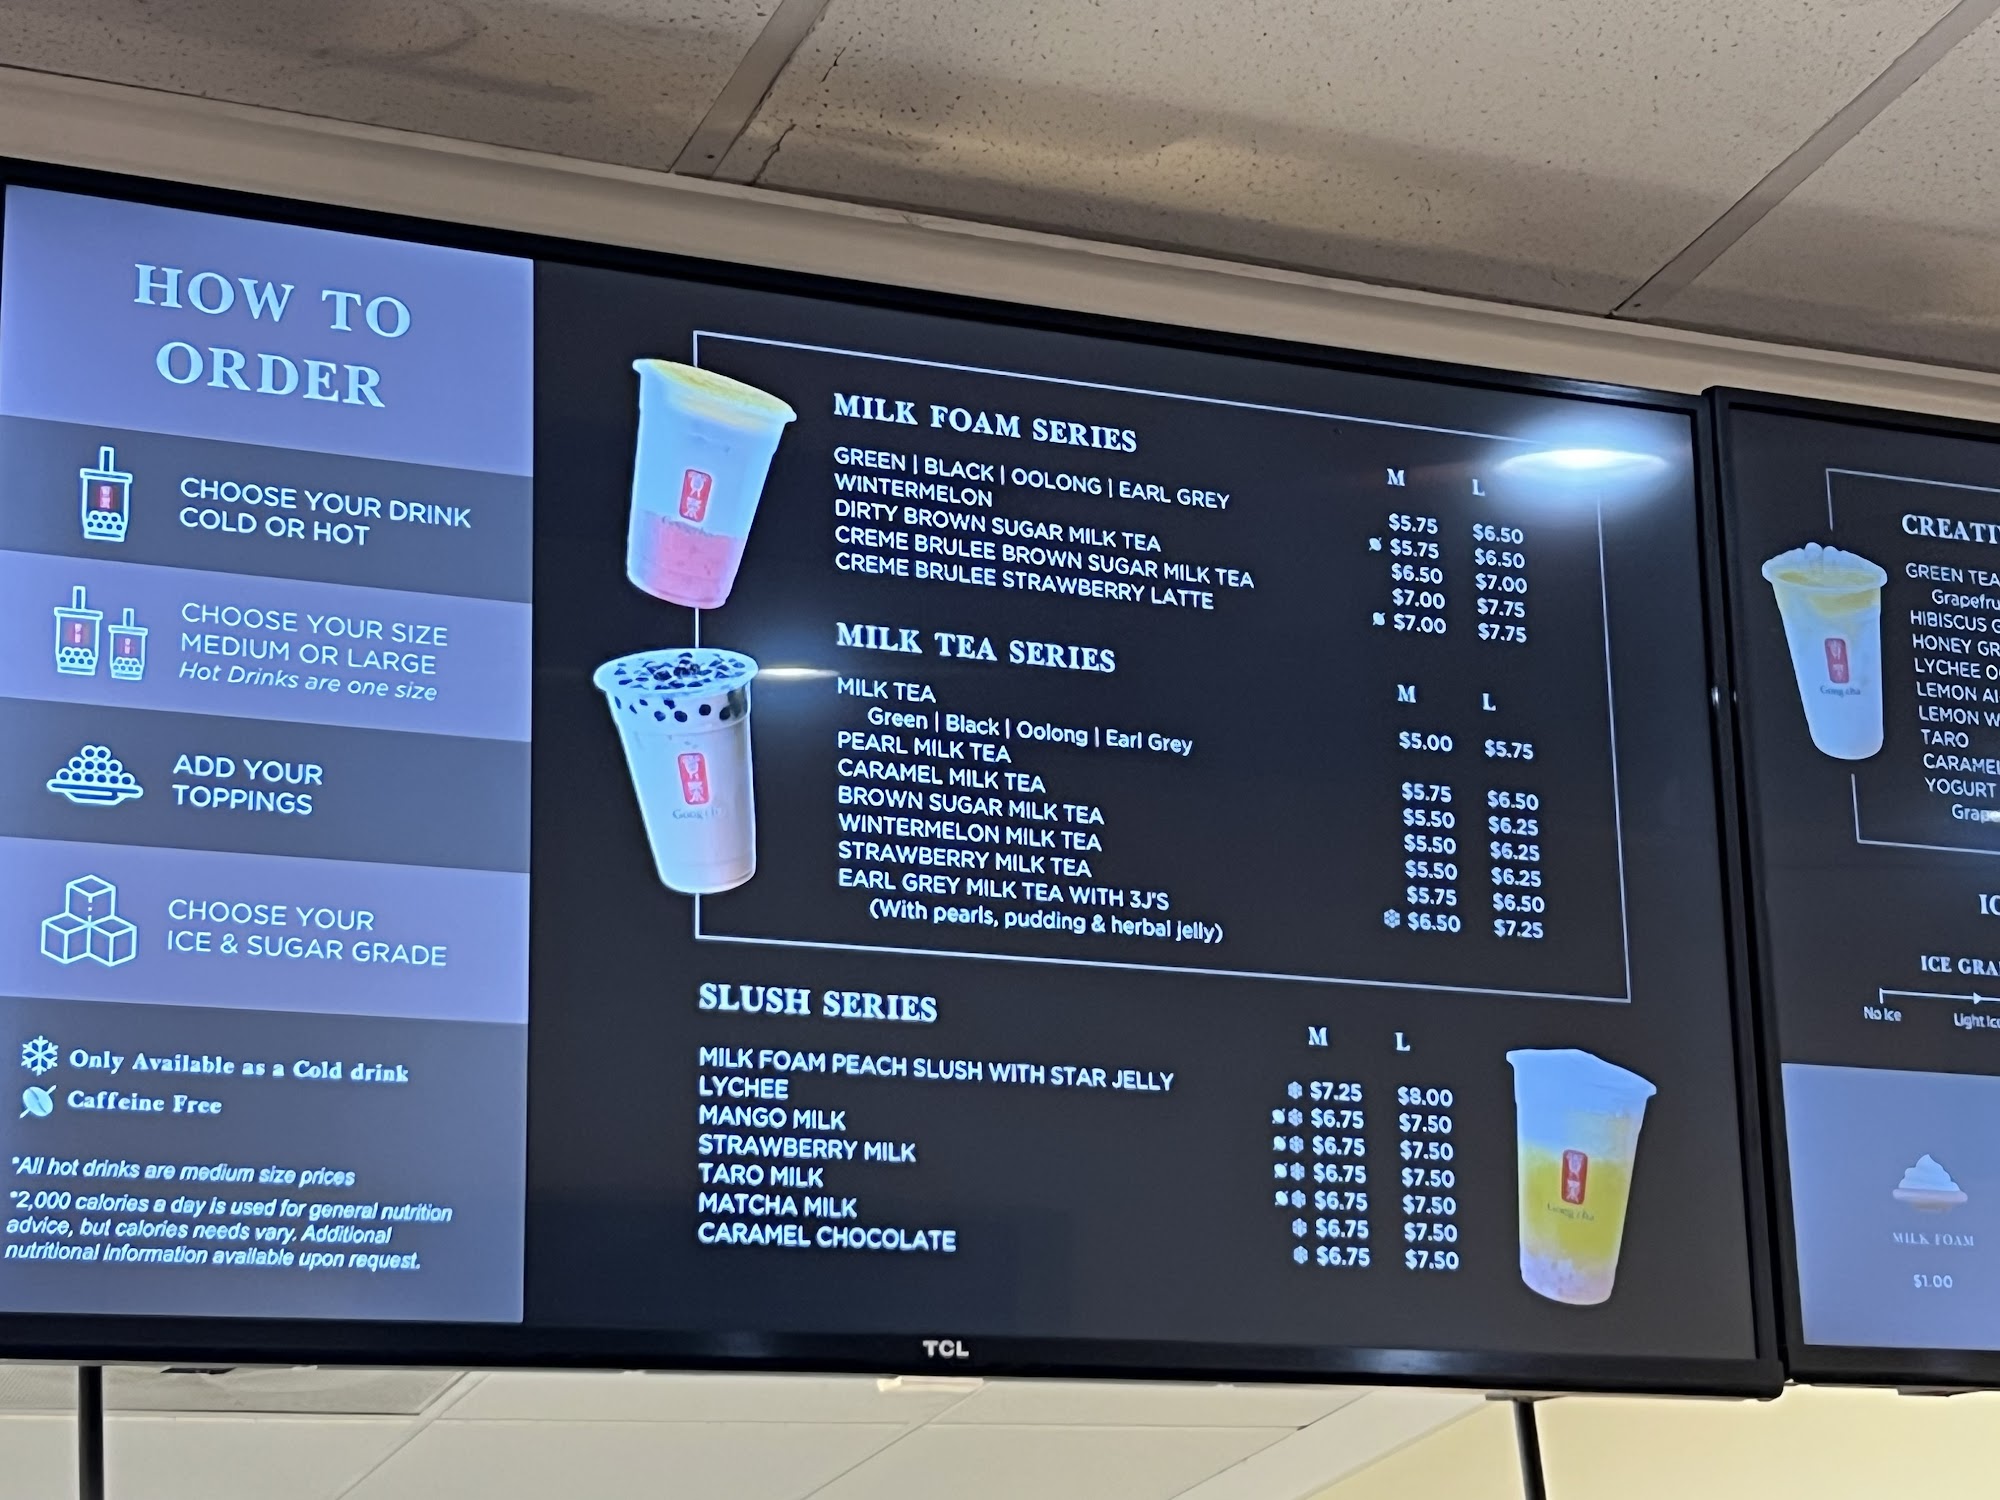 HOW TO
ORDER
CHOOSE YOUR DRINK
COLD OR HOT
CHOOSE YOUR SIZE
MEDIUM OR LARGE
Hot Drinks are one size
ADD YOUR
TOPPINGS
CHOOSE YOUR
ICE & SUGAR GRADE
Only Available as a Cold drink
Caffeine Free
*All hot drinks are medium size prices
*2,000 calories a day is used for general nutrition
advice, but calories needs vary. Additional
nutritional information available upon request.
MILK FOAM SERIES
M L
GREEN | BLACK | OOLONG | EARL GREY $5.75 $6.50
WINTERMELON $5.75 $6.50
DIRTY BROWN SUGAR MILK TEA $6.50 $7.00
CREME BRULEE BROWN SUGAR MILK TEA $7.00 $7.75
CREME BRULEE STRAWBERRY LATTE $7.00 $7.75
MILK TEA SERIES
M L
MILK TEA
Green | Black | Oolong | Earl Grey $5.00 $5.75
PEARL MILK TEA $5.75 $6.50
CARAMEL MILK TEA $5.50 $6.25
BROWN SUGAR MILK TEA $5.50 $6.25
WINTERMELON MILK TEA $5.50 $6.25
STRAWBERRY MILK TEA $5.75 $6.50
EARL GREY MILK TEA WITH 3J'S $6.50 $7.25
(With pearls, pudding & herbal jelly)
SLUSH SERIES
M L
MILK FOAM PEACH SLUSH WITH STAR JELLY $7.25 $8.00
LYCHEE $6.75 $7.50
MANGO MILK $6.75 $7.50
STRAWBERRY MILK $6.75 $7.50
TARO MILK $6.75 $7.50
MATCHA MILK $6.75 $7.50
CARAMEL CHOCOLATE $6.75 $7.50
貢茶
Gong cha
TCL
CREATI
GREEN TEA
Grapefru
HIBISCUS G
HONEY GR
LYCHEE O
LEMON AI
LEMON W
TARO
CARAMEL
YOGURT
Grape
IC
ICE GRA
No Ice
Light Ice
MILK FOAM
$1.00